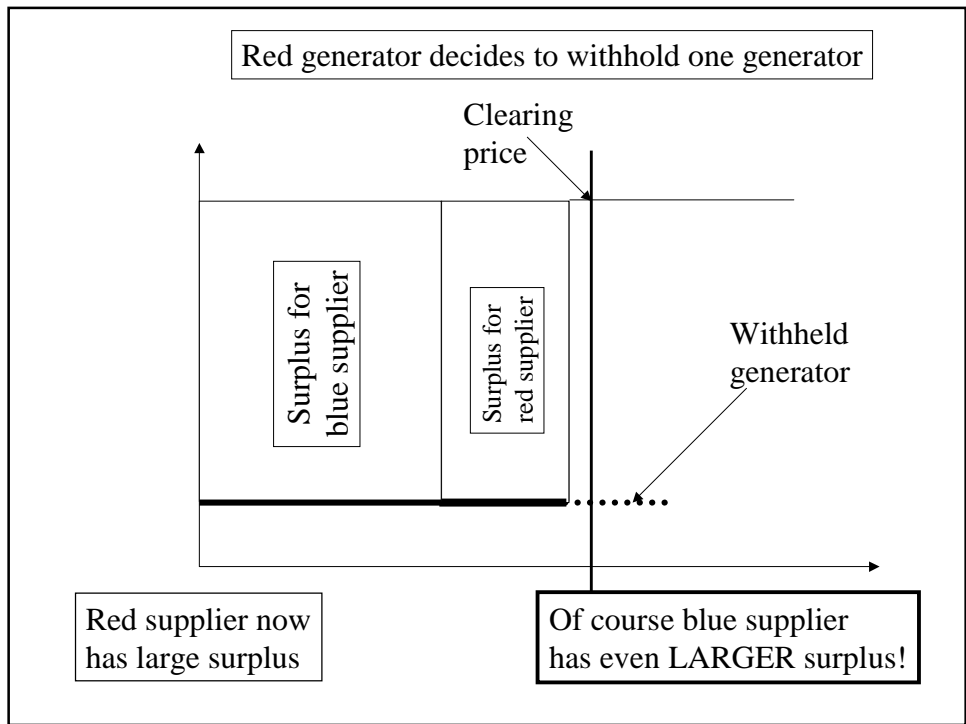 Red generator decides to withhold one generator
Clearing
price
Surplus for
blue supplier
Surplus for
red supplier
Withheld
generator
Red supplier now
has large surplus
Of course blue supplier
has even LARGER surplus!